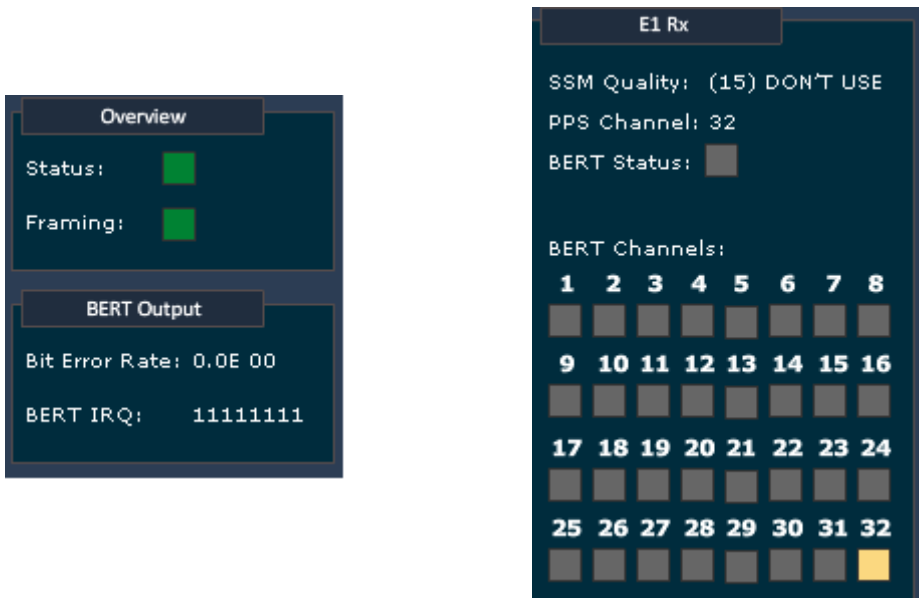 Overview
Status:
Framing:
BERT Output
Bit Error Rate: 0.0E 00
BERT IRQ: 11111111
E1 Rx
SSM Quality: (15) DON'T USE
PPS Channel: 32
BERT Status:
BERT Channels:
1 2 3 4 5 6 7 8
9 10 11 12 13 14 15 16
17 18 19 20 21 22 23 24
25 26 27 28 29 30 31 32